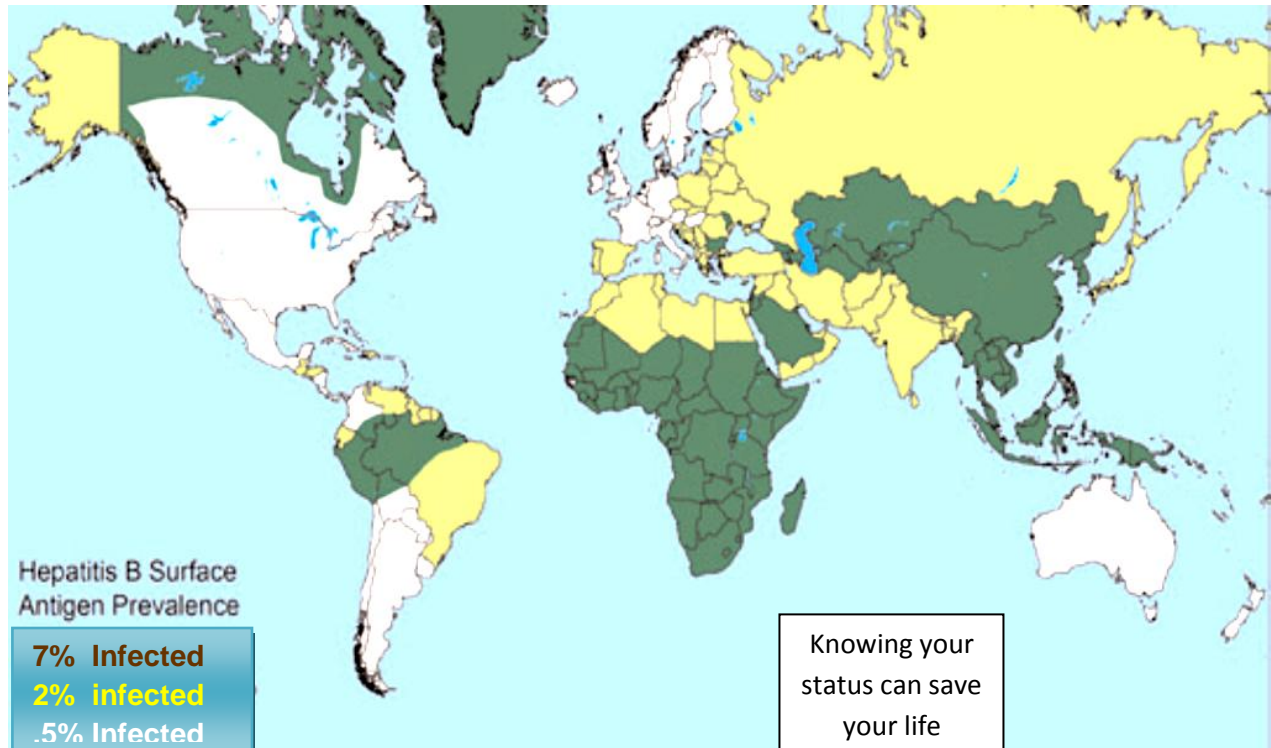 Hepatitis B Surface
Antigen Prevalence
7% Infected
2% infected
.5% Infected
Knowing your
status can save
your life